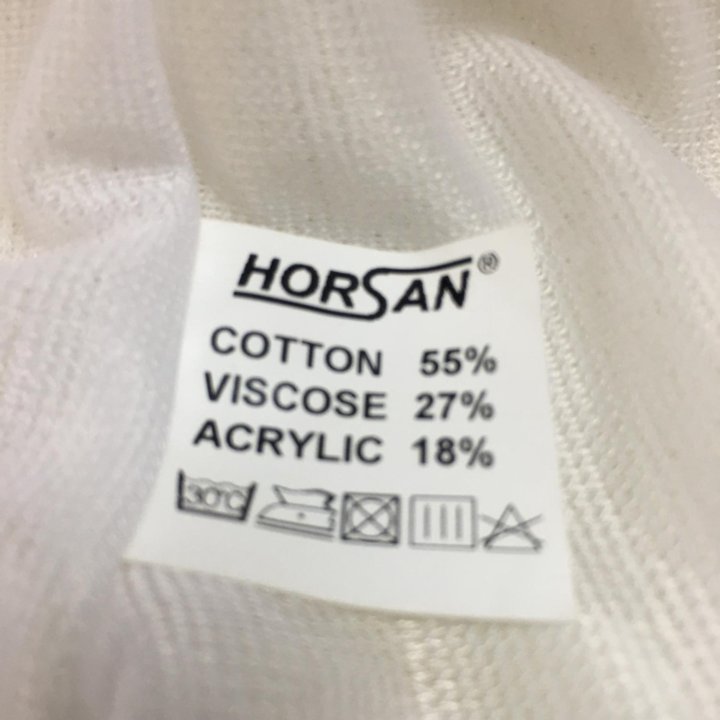 HORSAN®
COTTON 55%
VISCOSE 27%
ACRYLIC 18%
30°C